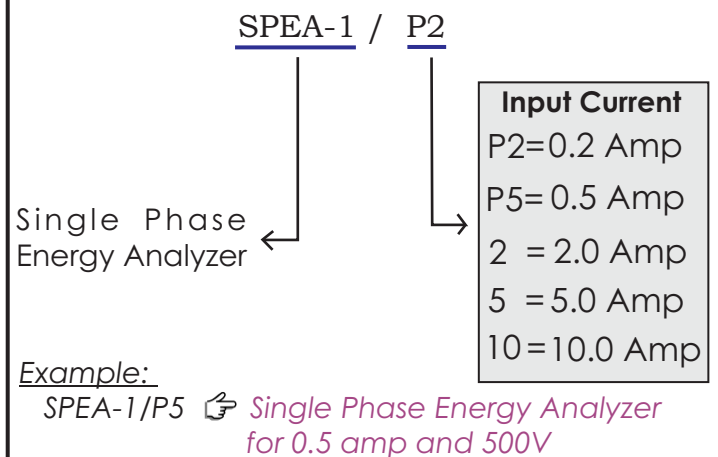 SPEA-1 / P2
Input Current
P2=0.2 Amp
P5=0.5 Amp
2 =2.0 Amp
5 =5.0 Amp
10=10.0 Amp
Single Phase
Energy Analyzer
Example:
SPEA-1/P5 ☞ Single Phase Energy Analyzer
for 0.5 amp and 500V